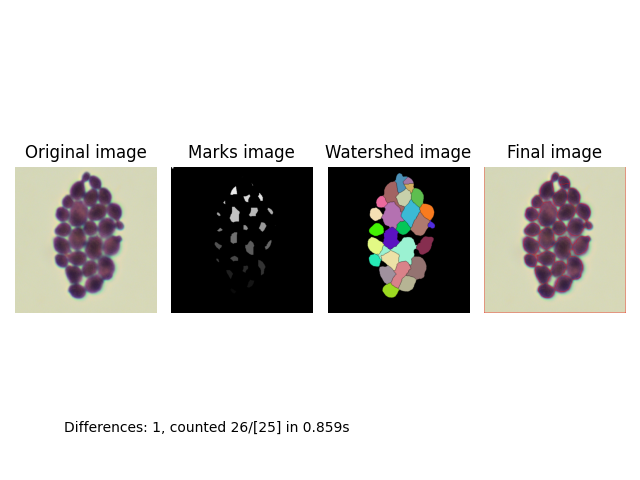 Original image
Marks image
Watershed image
Final image
Differences: 1, counted 26/[25] in 0.859s